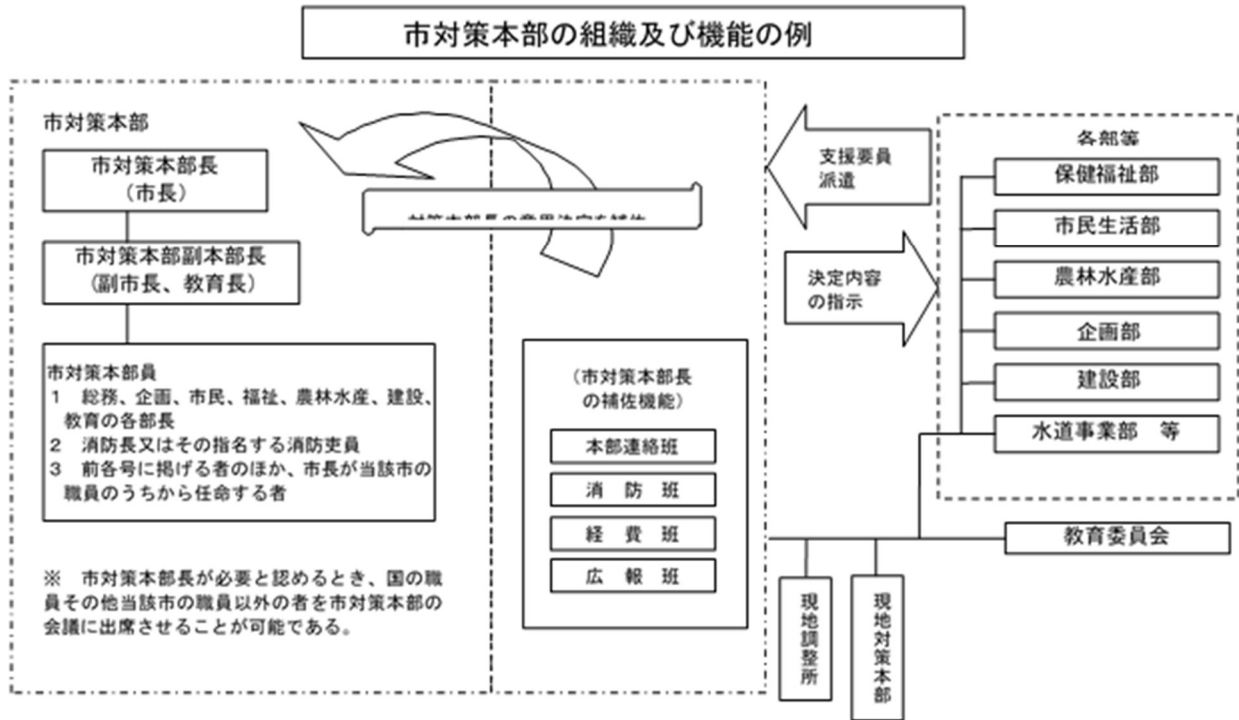 市対策本部の組織及び機能の例
市対策本部
市対策本部長
(市長)
市対策本部副本部長
(副市長、教育長)
市対策本部員
1 総務、企画、市民、福祉、農林水産、建設、
教育の各部長
2 消防長又はその指名する消防吏員
3 前各号に掲げる者のほか、市長が当該市の
職員のうちから任命する者
※ 市対策本部長が必要と認めるとき、国の職
員その他当該市の職員以外の者を市対策本部の
会議に出席させることが可能である。
対策本部長の意思決定を補佐
(市対策本部長
の補佐機能)
本部連絡班
消 防 班
経 費 班
広 報 班
支援要員
派遣
決定内容
の指示
各部等
保健福祉部
市民生活部
農林水産部
企画部
建設部
水道事業部 等
教育委員会
現地調整所
現地対策本部